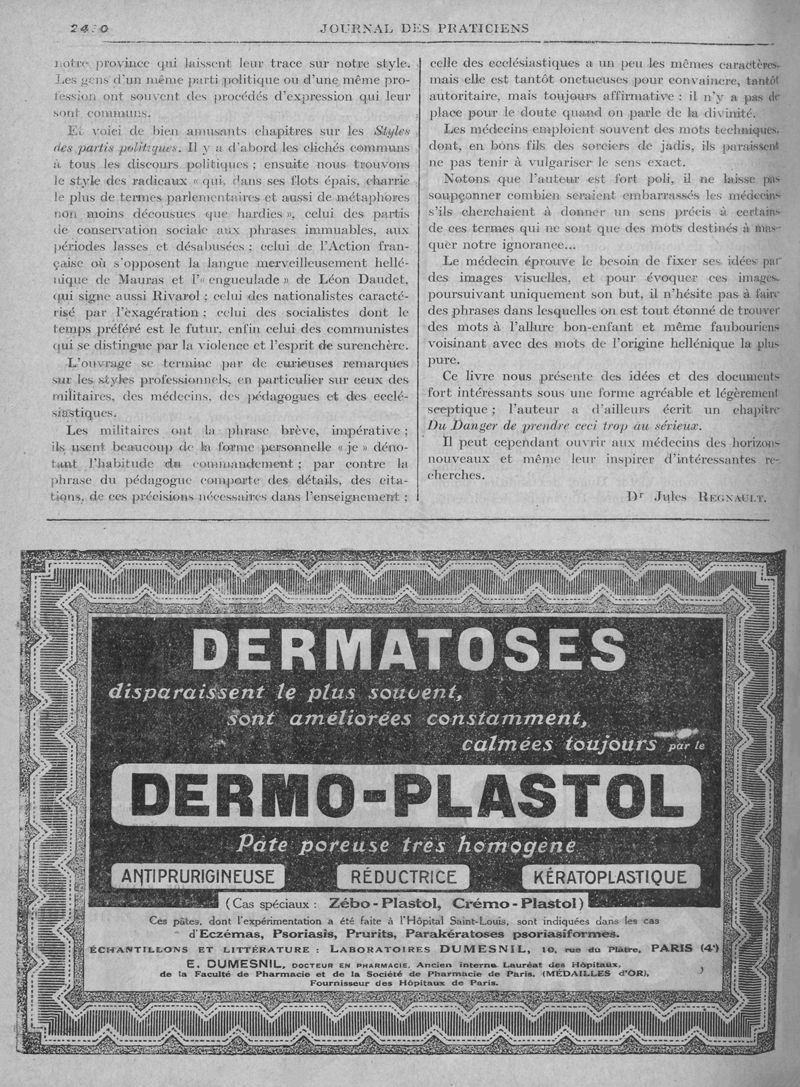 JOURNAL DES PRATICIENS
notre province qui laissent leur trace sur notre style.
Les gens d'un même parti politique ou d'une même pro-
fession ont souvent des procédés d'expression qui leur
sont communs.
Et voici de bien amusants chapitres sur les Styles
des partis politiques. Il y a d'abord les clichés communs
à tous les discours politiques ; ensuite nous trouvons
le style des radicaux « qui, dans ses flots épais, charrie
le plus de termes parlementaires et aussi de métaphores
non moins décousues que hardies », celui des partis
de conservation sociale aux phrases immuables, aux
périodes lasses et désabusées ; celui de l'Action fran-
çaise où s'opposent la langue merveilleusement hellé-
nique de Mauras et l'« engueulade » de Léon Daudet,
qui signe aussi Rivarol ; celui des nationalistes caracté-
risé par l'exagération ; celui des socialistes dont le
temps préféré est le futur, enfin celui des communistes
qui se distingue par la violence et l'esprit de surenchère.
L'ouvrage se termine par de curieuses remarques
sur les styles professionnels, en particulier sur ceux des
militaires, des médecins, des pédagogues et des ecclé-
siastiques.
Les militaires ont la phrase brève, impérative ;
ils usent beaucoup de la forme personnelle « je » déno-
tant l'habitude du commandement ; par contre la
phrase du pédagogue comporte des détails, des cita-
tions, de ces précisions nécessaires dans l'enseignement ;
celle des ecclésiastiques a un peu les mêmes caractères,
mais elle est tantôt onctueuses pour convaincre, tantôt
autoritaire, mais toujours affirmative : il n'y a pas de
place pour le doute quand on parle de la divinité.
Les médecins emploient souvent des mots techniques,
dont, en bons fils des sorciers de jadis, ils paraissent
ne pas tenir à vulgariser le sens exact.
Notons que l'auteur est fort poli, il ne laisse pas
soupçonner combien seraient embarrassés les médecins
s'ils cherchaient à donner un sens précis à certains
de ces termes qui ne sont que des mots destinés à mas-
quer notre ignorance...
Le médecin éprouve le besoin de fixer ses idées par
des images visuelles, et pour évoquer ces images,
poursuivant uniquement son but, il n'hésite pas à faire
des phrases dans lesquelles on est tout étonné de trouver
des mots à l'allure bon-enfant et même faubouriens
voisinant avec des mots de l'origine hellénique la plus
pure.
Ce livre nous présente des idées et des documents
fort intéressants sous une forme agréable et légèrement
sceptique ; l'auteur a d'ailleurs écrit un chapitre
Du Danger de prendre ceci trop au sérieux.
Il peut cependant ouvrir aux médecins des horizons
nouveaux et même leur inspirer d'intéressantes re-
cherches.
Dr Jules REGNAULT.
DERMATOSES
disparaissent le plus souvent,
sont améliorées constamment,
calmées toujours par le
DERMO-PLASTOL
Pâte poreuse très homogène
ANTIPRURIGINEUSE RÉDUCTRICE KÉRATOPLASTIQUE
(Cas spéciaux : Zébo-Plastol, Crémo-Plastol)
Ces pâtes, dont l'expérimentation a été faite à l'Hôpital Saint-Louis, sont indiquées dans les cas
d'Eczémas, Psoriasis, Prurits, Parakératoses psoriasiformes.
ÉCHANTILLONS ET LITTÉRATURE : LABORATOIRES DUMESNIL, 10, rue du Plâtre, PARIS (4e)
E. DUMESNIL, DOCTEUR EN PHARMACIE, Ancien interne Lauréat des Hôpitaux,
de la Faculté de Pharmacie et de la Société de Pharmacie de Paris, (MÉDAILLES d'OR),
Fournisseur des Hôpitaux de Paris.